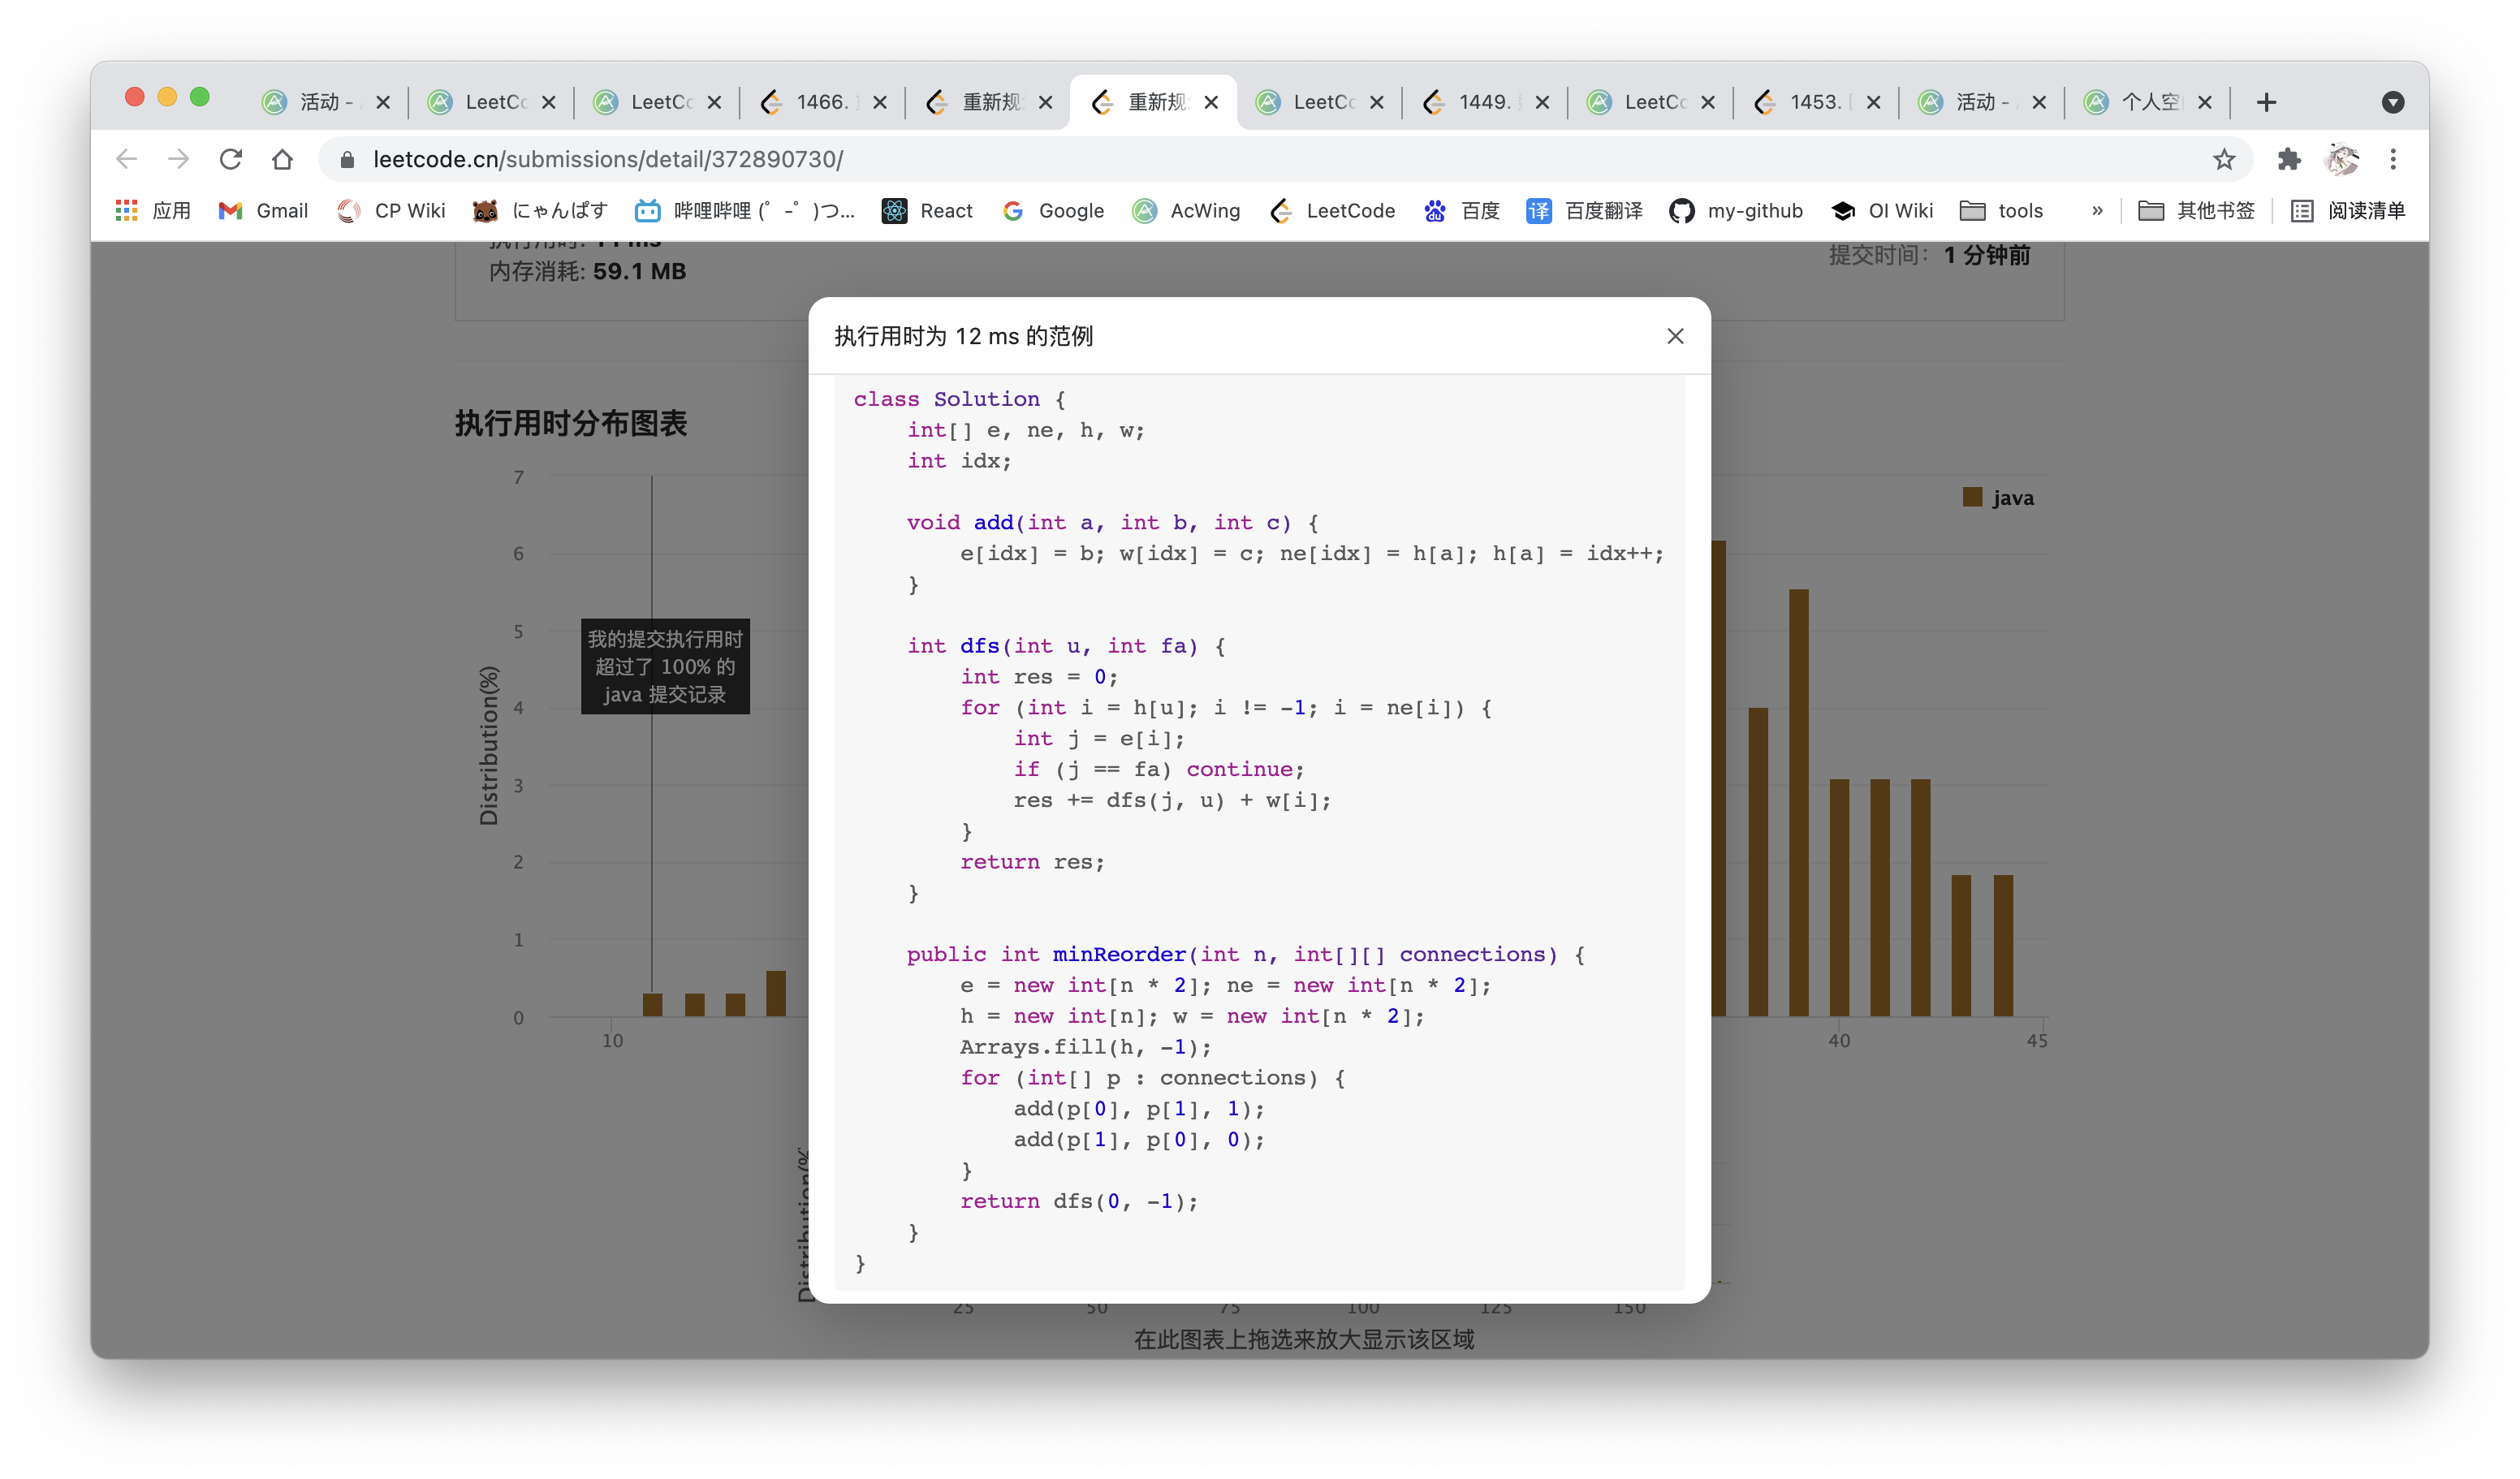 活动 -
LeetCo
LeetCo
1466.
重新规
重新规
LeetCo
1449.
LeetCo
1453.
活动 -
个人空
leetcode.cn/submissions/detail/372890730/
应用 Gmail CP Wiki にゃんぱす 哔哩哔哩 (゜-゜)つ... React Google AcWing LeetCode 百度 百度翻译 my-github OI Wiki tools » 其他书签 阅读清单
执行用时: 11 ms
内存消耗: 59.1 MB
提交时间: 1 分钟前
执行用时分布图表
7
6
5
4
3
2
1
0
Distribution(%)
我的提交执行用时
超过了 100% 的
java 提交记录
10
java
40
45
执行用时为 12 ms 的范例
class Solution {
    int[] e, ne, h, w;
    int idx;
    void add(int a, int b, int c) {
        e[idx] = b; w[idx] = c; ne[idx] = h[a]; h[a] = idx++;
    }
    int dfs(int u, int fa) {
        int res = 0;
        for (int i = h[u]; i != -1; i = ne[i]) {
            int j = e[i];
            if (j == fa) continue;
            res += dfs(j, u) + w[i];
        }
        return res;
    }
    public int minReorder(int n, int[][] connections) {
        e = new int[n * 2]; ne = new int[n * 2];
        h = new int[n]; w = new int[n * 2];
        Arrays.fill(h, -1);
        for (int[] p : connections) {
            add(p[0], p[1], 1);
            add(p[1], p[0], 0);
        }
        return dfs(0, -1);
    }
}
Distribution(%
25
50
75
100
125
150
在此图表上拖选来放大显示该区域